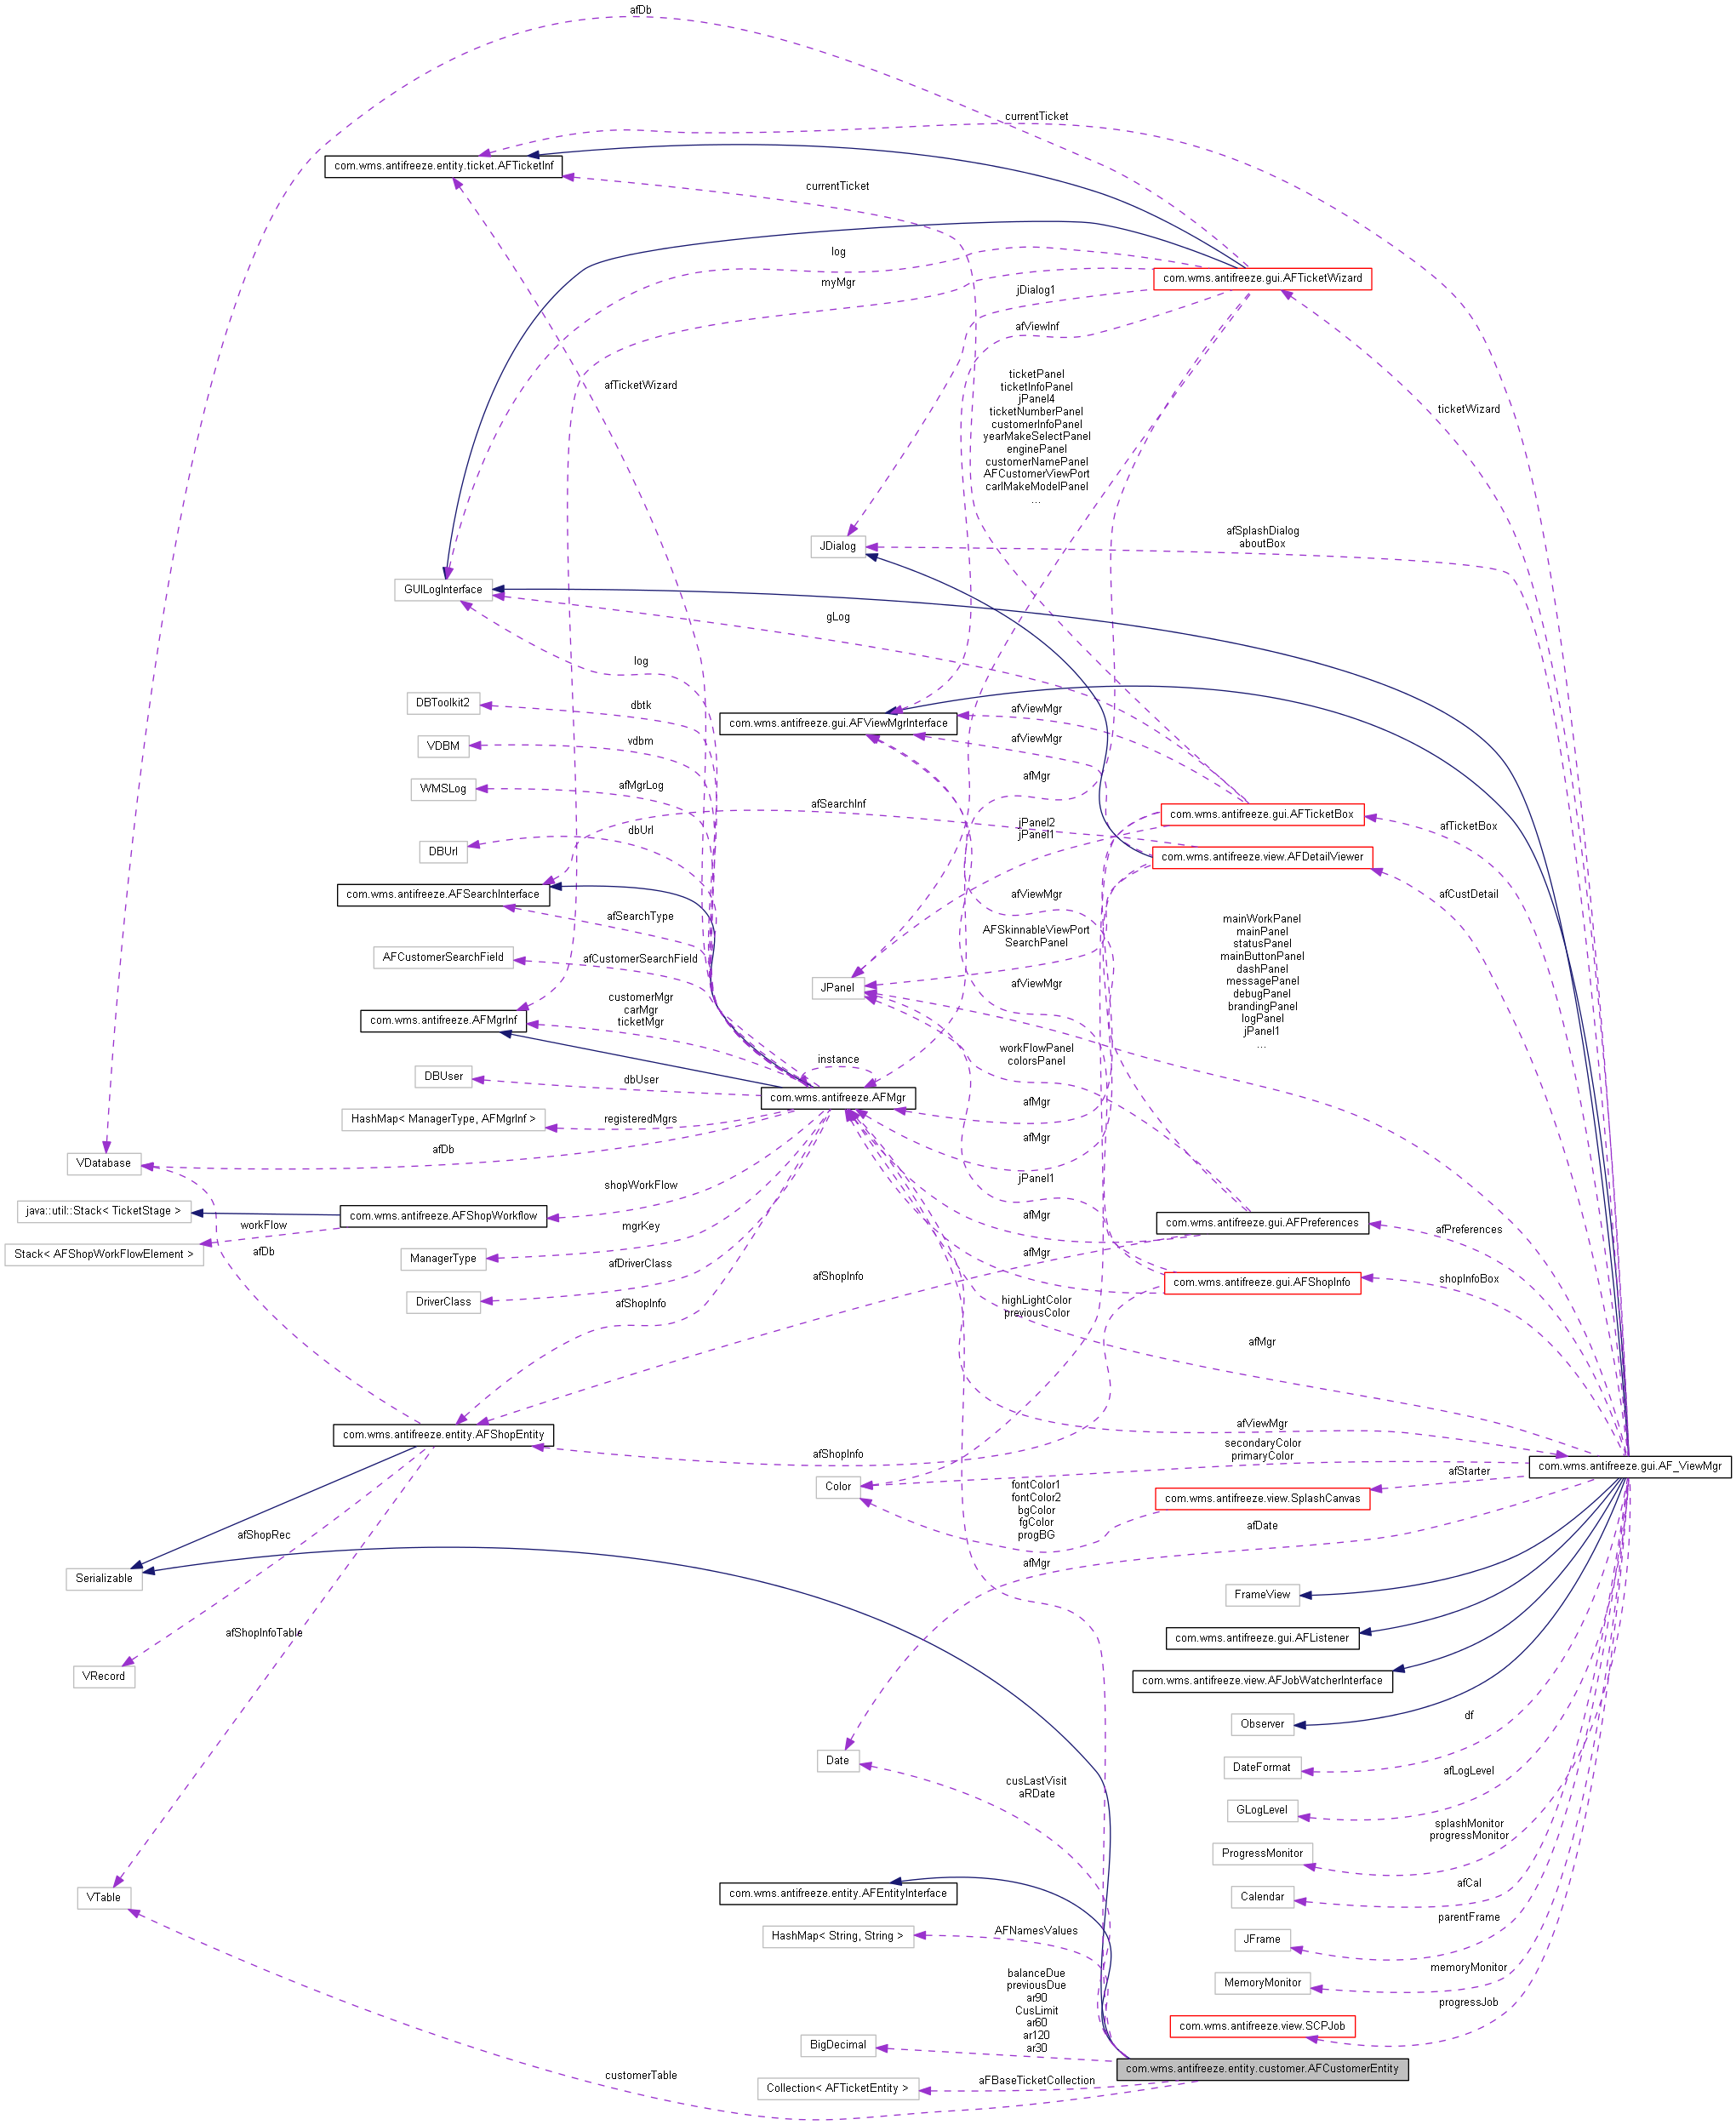 afDb
currentTicket
com.wms.antifreeze.entity.ticket.AFTicketInf
currentTicket
log
com.wms.antifreeze.gui.AFTicketWizard
myMgr
jDialog1
afViewInf
ticketPanel
ticketInfoPanel
jPanel4
ticketNumberPanel
customerInfoPanel
yearMakeSelectPanel
enginePanel
customerNamePanel
AFCustomerViewPort
carlMakeModelPanel
...
afTicketWizard
ticketWizard
afSplashDialog
aboutBox
JDialog
GUILogInterface
gLog
log
DBToolkit2
dbtk
afViewMgr
com.wms.antifreeze.gui.AFViewMgrInterface
VDBM
vdbm
afViewMgr
WMSLog
afMgrLog
afMgr
afSearchInf
com.wms.antifreeze.gui.AFTicketBox
afTicketBox
dbUrl
jPanel2
jPanel1
DBUrl
com.wms.antifreeze.view.AFDetailViewer
com.wms.antifreeze.AFSearchInterface
afViewMgr
afCustDetail
afSearchType
AFSkinnableViewPort
SearchPanel
mainWorkPanel
mainPanel
statusPanel
mainButtonPanel
dashPanel
messagePanel
debugPanel
brandingPanel
logPanel
jPanel1
...
AFCustomerSearchField
afCustomerSearchField
JPanel
afViewMgr
customerMgr
carMgr
ticketMgr
com.wms.antifreeze.AFMgrInf
workFlowPanel
colorsPanel
instance
DBUser
dbUser
com.wms.antifreeze.AFMgr
afMgr
HashMap< ManagerType, AFMgrInf >
registeredMgrs
afMgr
VDatabase
afDb
jPanel1
shopWorkFlow
java::util::Stack< TicketStage >
com.wms.antifreeze.AFShopWorkflow
afMgr
com.wms.antifreeze.gui.AFPreferences
afPreferences
workFlow
Stack< AFShopWorkFlowElement >
afDb
mgrKey
ManagerType
afMgr
afDriverClass
afShopInfo
com.wms.antifreeze.gui.AFShopInfo
shopInfoBox
DriverClass
afShopInfo
highLightColor
previousColor
afMgr
afViewMgr
com.wms.antifreeze.entity.AFShopEntity
afShopInfo
secondaryColor
primaryColor
com.wms.antifreeze.gui.AF_ViewMgr
afStarter
Color
fontColor1
fontColor2
bgColor
fgColor
progBG
com.wms.antifreeze.view.SplashCanvas
afDate
afShopRec
afMgr
Serializable
FrameView
afShopInfoTable
com.wms.antifreeze.gui.AFListener
VRecord
com.wms.antifreeze.view.AFJobWatcherInterface
Observer
df
Date
DateFormat
cusLastVisit
aRDate
afLogLevel
GLogLevel
splashMonitor
progressMonitor
ProgressMonitor
afCal
VTable
com.wms.antifreeze.entity.AFEntityInterface
Calendar
parentFrame
HashMap< String, String >
AFNamesValues
JFrame
memoryMonitor
balanceDue
previousDue
ar90
CusLimit
ar60
ar120
ar30
MemoryMonitor
progressJob
com.wms.antifreeze.view.SCPJob
BigDecimal
com.wms.antifreeze.entity.customer.AFCustomerEntity
customerTable
aFBaseTicketCollection
Collection< AFTicketEntity >